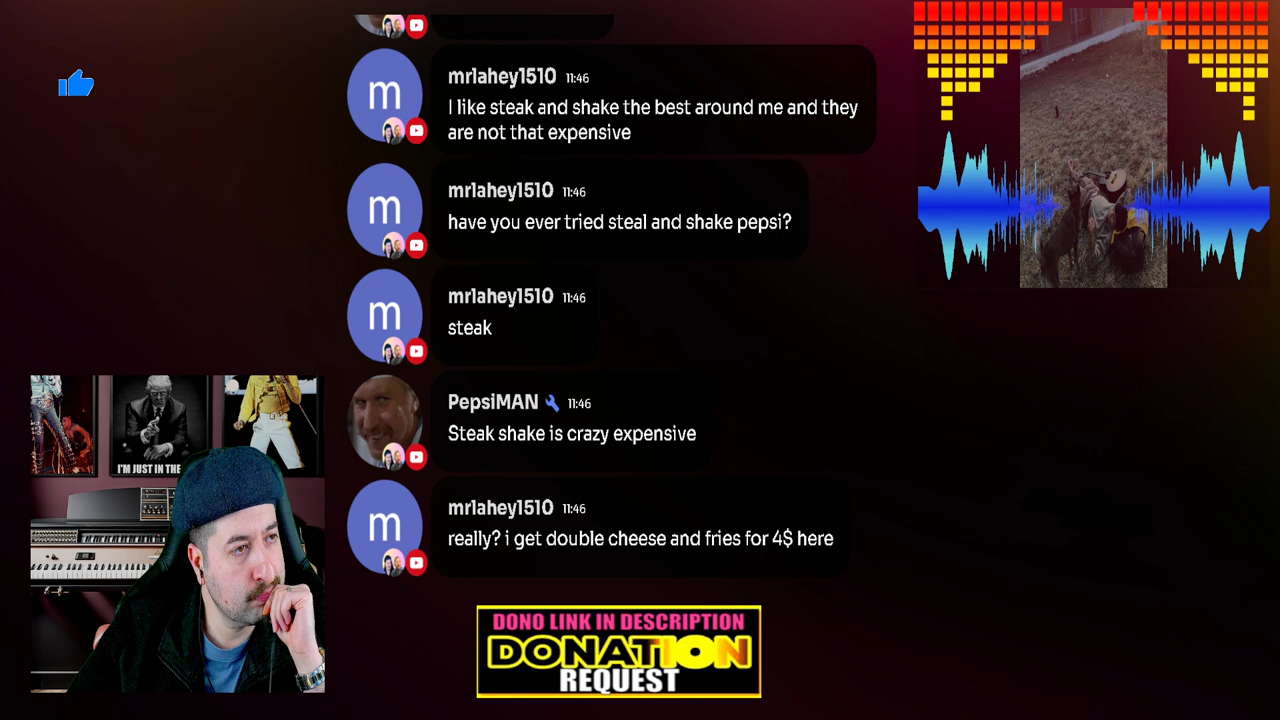 mrlahey1510 11:46
I like steak and shake the best around me and they
are not that expensive
mrlahey1510 11:46
have you ever tried steal and shake pepsi?
mrlahey1510 11:46
steak
PepsiMAN 11:46
Steak shake is crazy expensive
mrlahey1510 11:46
really? i get double cheese and fries for 4$ here
m
m
m
m
I'M JUST IN THE
DONO LINK IN DESCRIPTION
DONATION
REQUEST